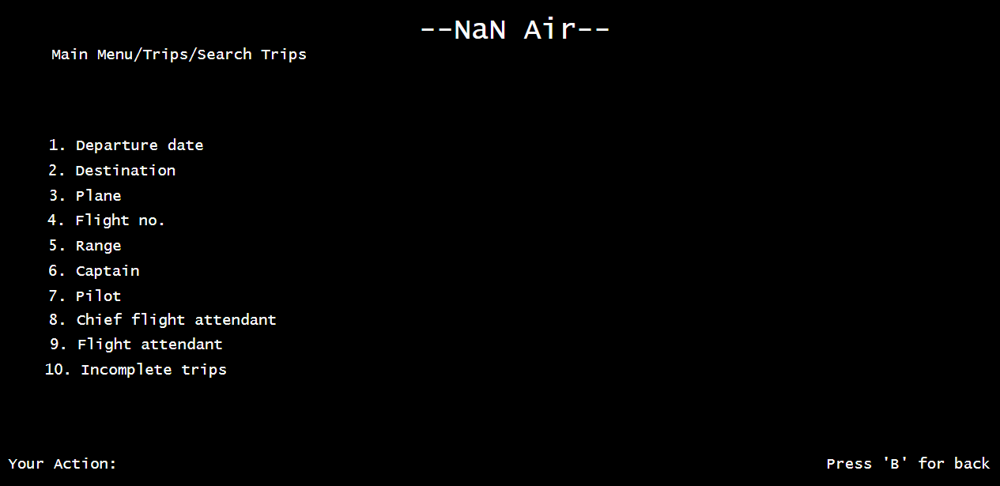 --NaN Air--
Main Menu/Trips/Search Trips
1. Departure date
2. Destination
3. Plane
4. Flight no.
5. Range
6. Captain
7. Pilot
8. Chief flight attendant
9. Flight attendant
10. Incomplete trips
Your Action:
Press 'B' for back